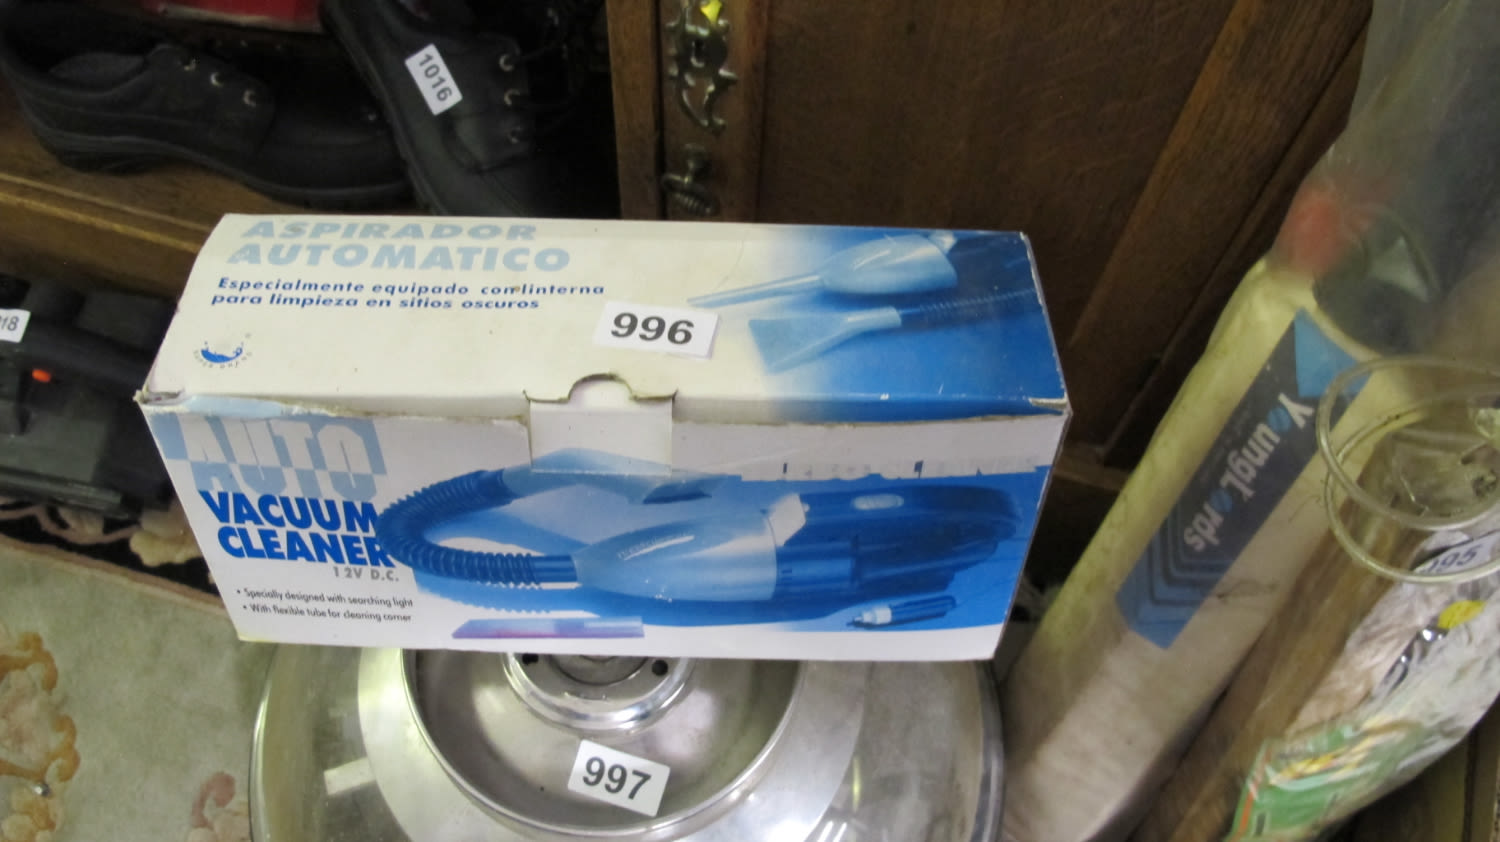 1016
ASPIRADOR
AUTOMATICO
Especialmente equipado con linterna
para limpieza en sitios oscuros
996
AUTO
VACUUM
CLEANER
12V D.C.
• Specially designed with searching light
• With flexible tube for cleaning corner
997
YoungLords